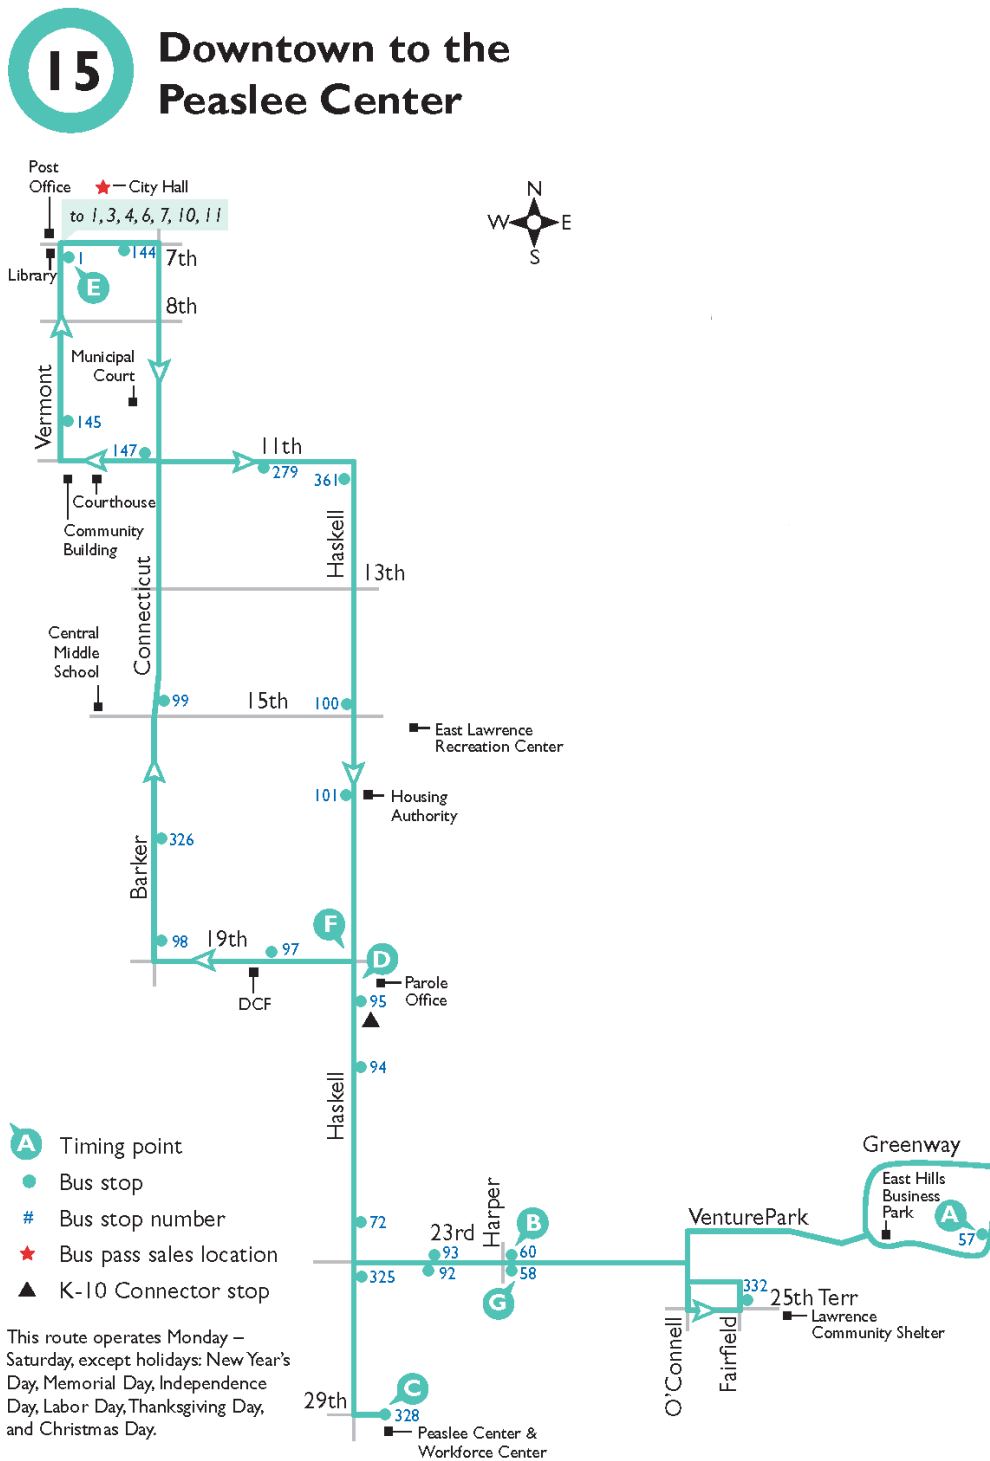 15
Downtown to the
Peaslee Center
Post
Office
City Hall
to 1, 3, 4, 6, 7, 10, 11
N
W
E
S
144
7th
1
Library
E
8th
Municipal
Court
Vermont
145
147
11th
279
361
Courthouse
Community
Building
Haskell
Connecticut
13th
Central
Middle
School
99
15th
100
East Lawrence
Recreation Center
101
Housing
Authority
326
Barker
F
98
19th
97
D
DCF
Parole
Office
95
94
Haskell
A
Timing point
Bus stop
#
Bus stop number
Bus pass sales location
K-10 Connector stop
Greenway
East Hills
Business
Park
A
57
72
23rd
Harper
B
93
60
92
58
325
G
VenturePark
332
25th Terr
Lawrence
Community Shelter
O'Connell
Fairfield
This route operates Monday –
Saturday, except holidays: New Year's
Day, Memorial Day, Independence
Day, Labor Day, Thanksgiving Day,
and Christmas Day.
29th
C
328
Peaslee Center &
Workforce Center